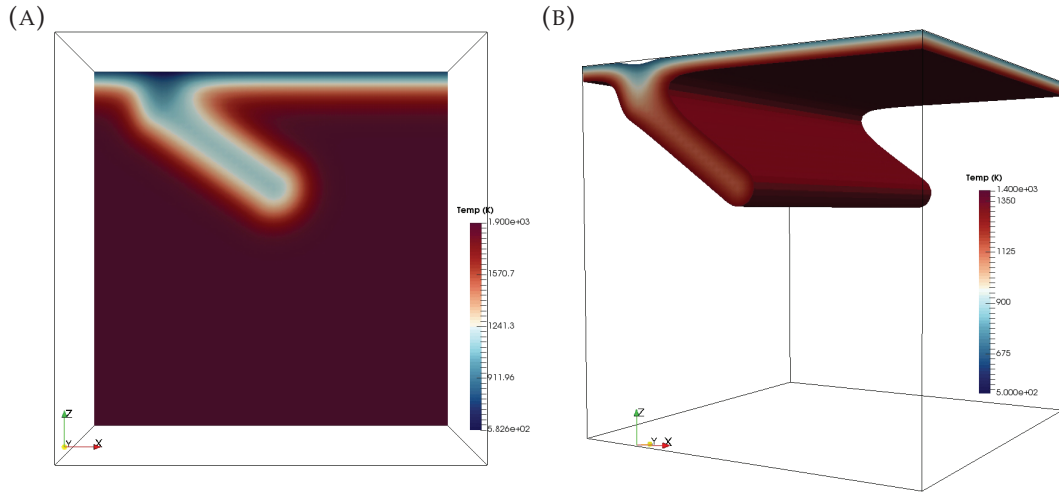 (A)
Temp (K)
1.900e+03
1570.7
1241.3
911.96
5.826e+02
Z
Y
X
(B)
Temp (K)
1.400e+03
1350
1125
900
675
5.000e+02
Z
Y
X